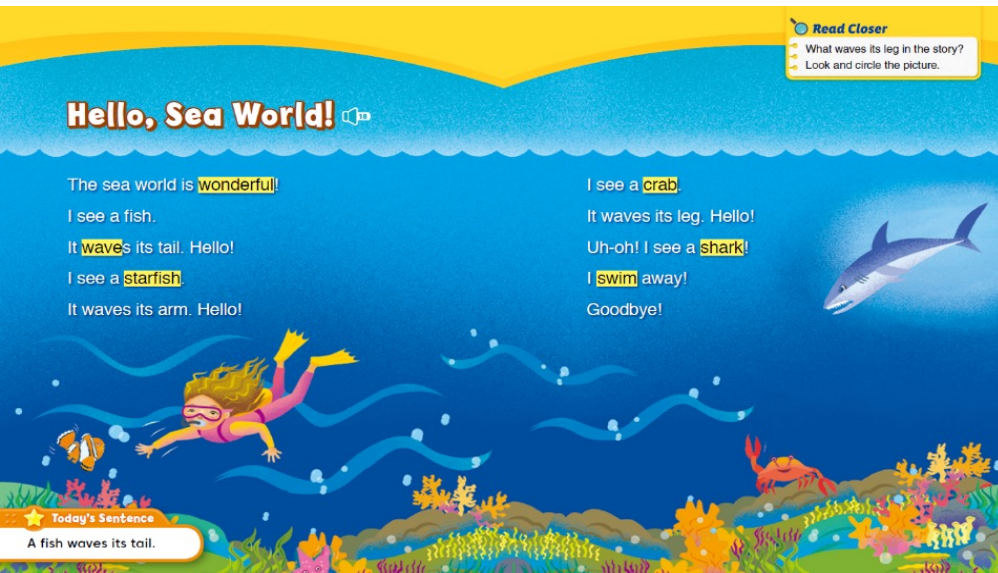 Read Closer
What waves its leg in the story?
Look and circle the picture.
Hello, Sea World!
The sea world is wonderful!
I see a fish.
It waves its tail. Hello!
I see a starfish.
It waves its arm. Hello!
I see a crab.
It waves its leg. Hello!
Uh-oh! I see a shark!
I swim away!
Goodbye!
Today's Sentence
A fish waves its tail.